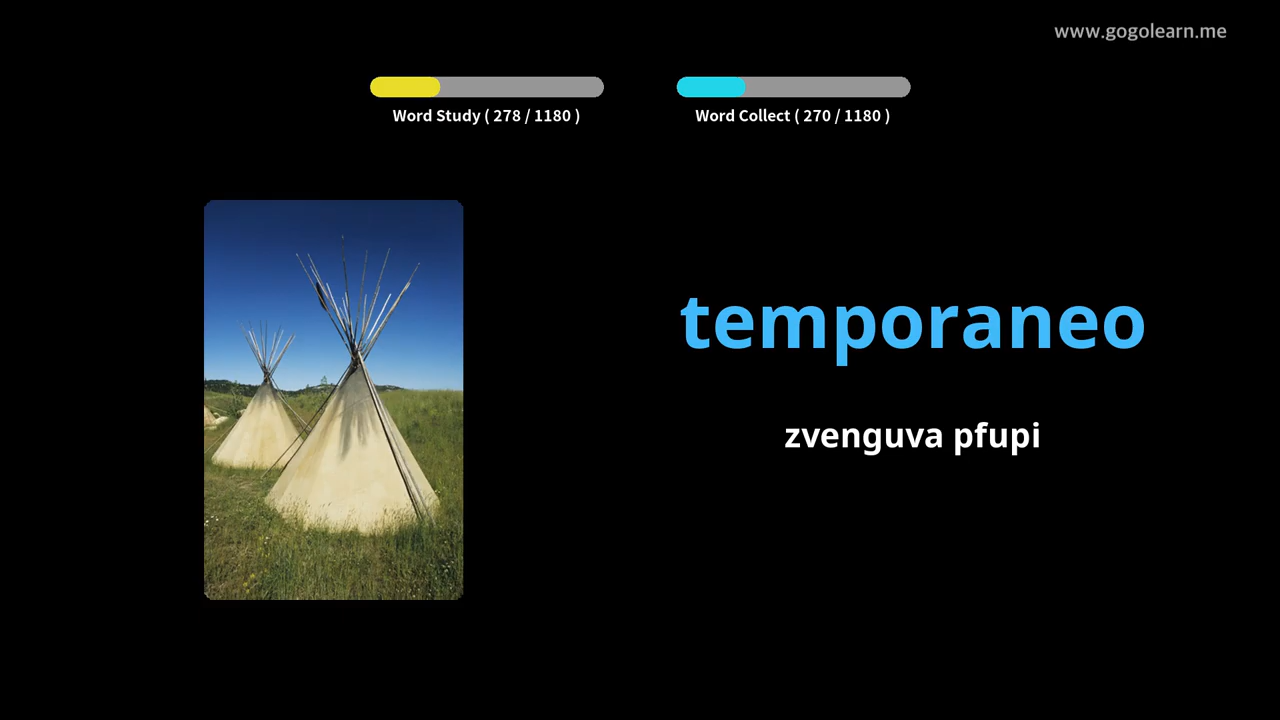 www.gogolearn.me
Word Study ( 278 / 1180 )
Word Collect ( 270 / 1180 )
temporaneo
zvenguva pfupi